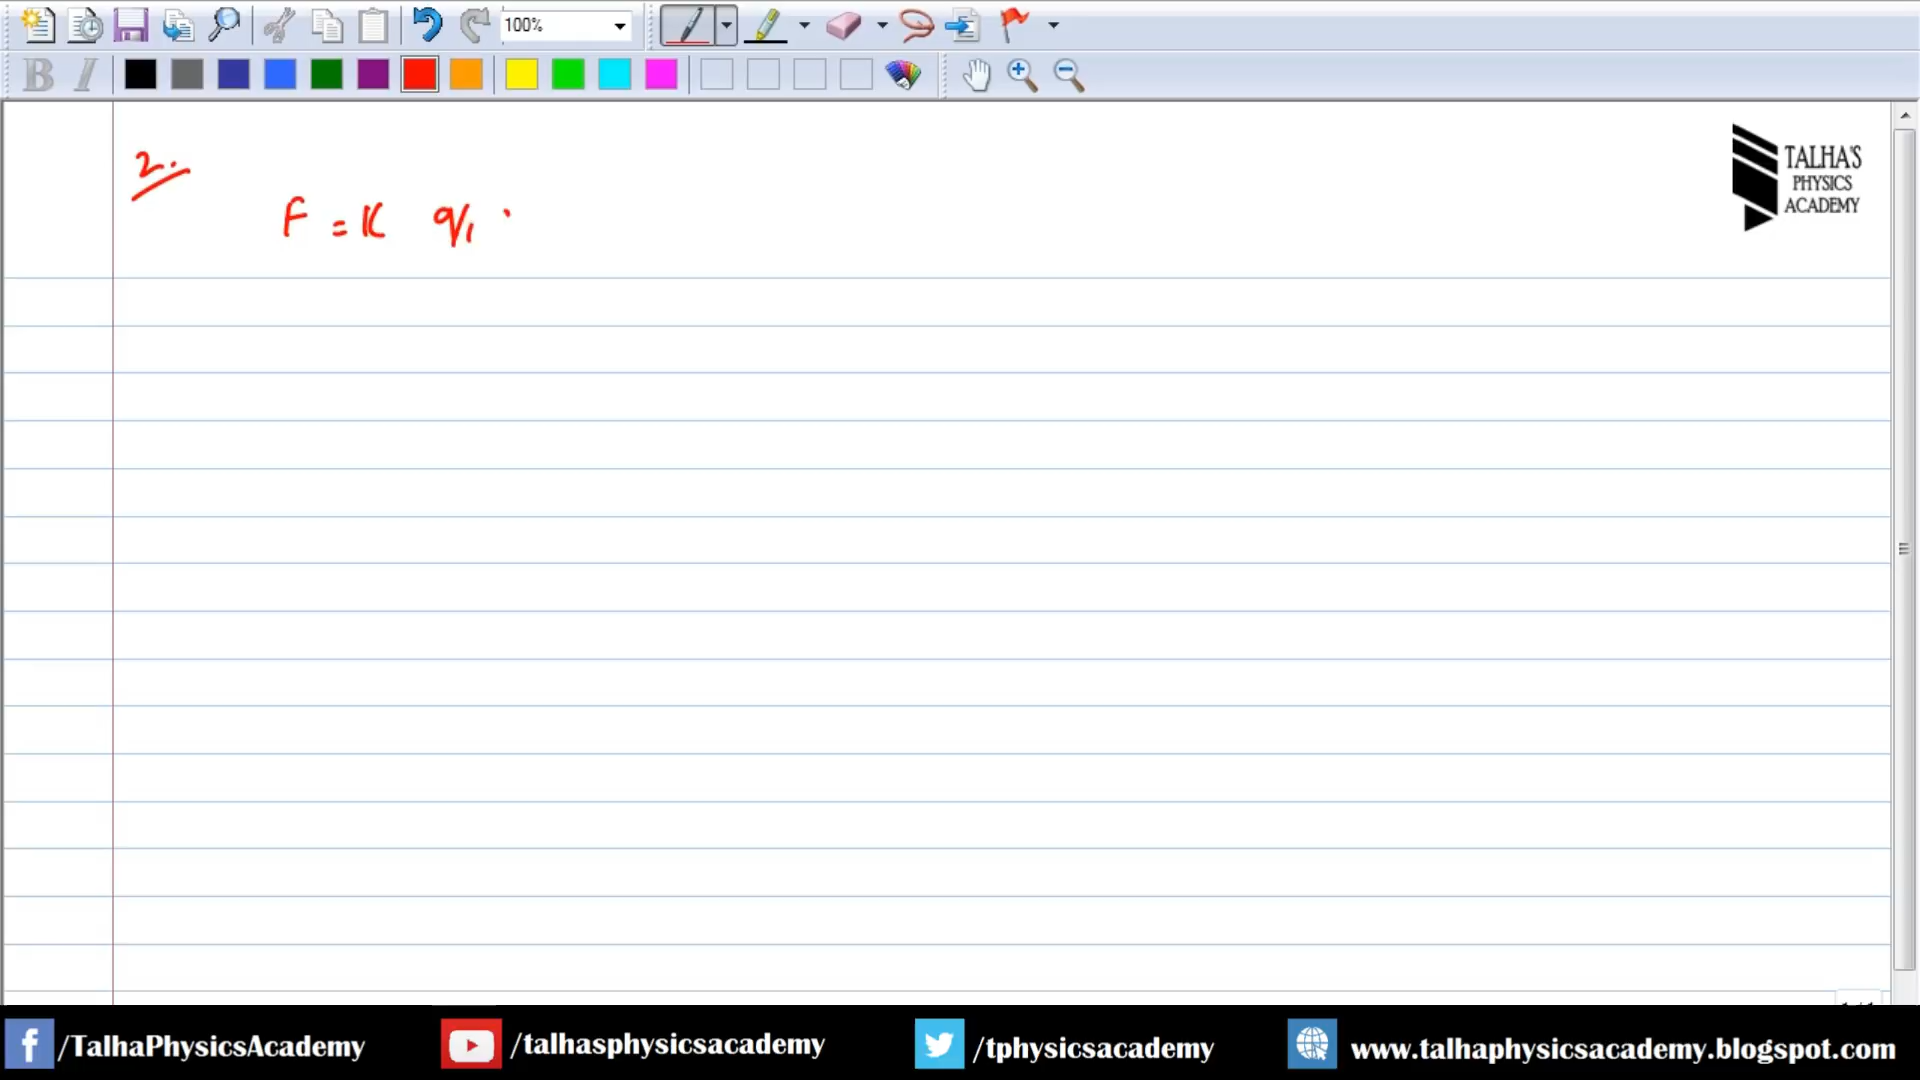 100%
B I
2.
F = K q1
TALHA'S
PHYSICS
ACADEMY
/TalhaPhysicsAcademy /talhasphysicsacademy /tphysicsacademy www.talhaphysicsacademy.blogspot.com